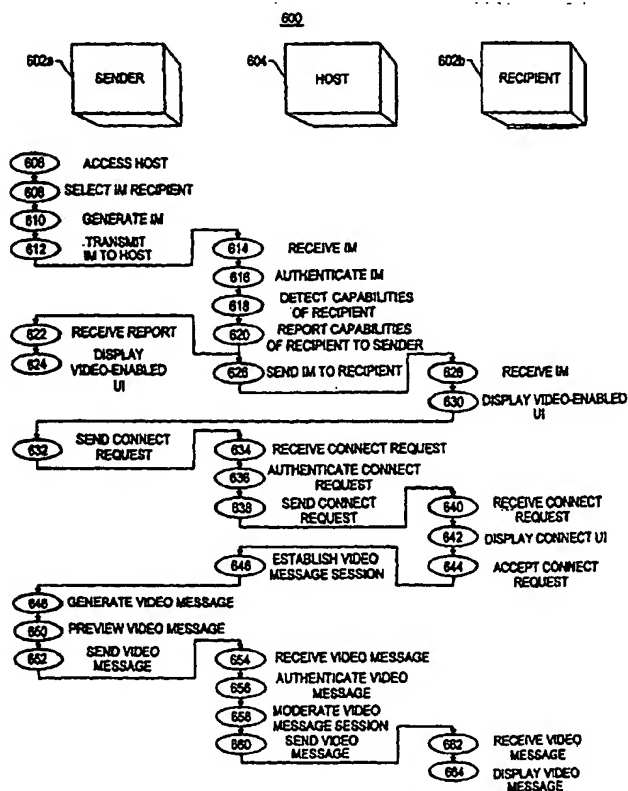 600
602a
SENDER
604
HOST
602b
RECIPIENT
606 ACCESS HOST
608 SELECT IM RECIPIENT
610 GENERATE IM
612 TRANSMIT
IM TO HOST
614 RECEIVE IM
616 AUTHENTICATE IM
618 DETECT CAPABILITIES
OF RECIPIENT
620 REPORT CAPABILITIES
OF RECIPIENT TO SENDER
622 RECEIVE REPORT
624 DISPLAY
VIDEO-ENABLED
UI
626 SEND IM TO RECIPIENT
628 RECEIVE IM
630 DISPLAY VIDEO-ENABLED
UI
632 SEND CONNECT
REQUEST
634 RECEIVE CONNECT REQUEST
636 AUTHENTICATE CONNECT
REQUEST
638 SEND CONNECT
REQUEST
640 RECEIVE CONNECT
REQUEST
642 DISPLAY CONNECT UI
644 ACCEPT CONNECT
REQUEST
646 ESTABLISH VIDEO
MESSAGE SESSION
648 GENERATE VIDEO MESSAGE
650 PREVIEW VIDEO MESSAGE
652 SEND VIDEO
MESSAGE
654 RECEIVE VIDEO MESSAGE
656 AUTHENTICATE VIDEO
MESSAGE
658 MODERATE VIDEO
MESSAGE SESSION
660 SEND VIDEO
MESSAGE
662 RECEIVE VIDEO
MESSAGE
664 DISPLAY VIDEO
MESSAGE